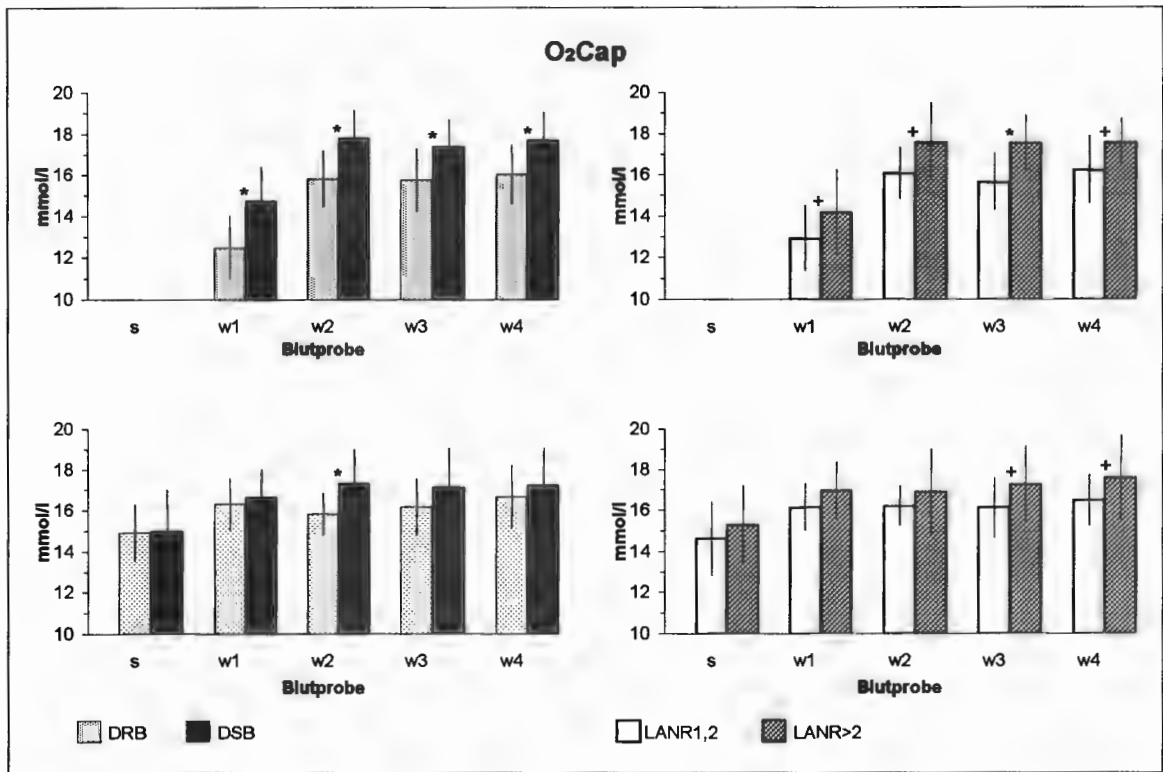 O₂Cap
20
18
16
14
12
10
mmol/l
* * * *
s w1 w2 w3 w4
Blutprobe
20
18
16
14
12
10
mmol/l
+ + * +
s w1 w2 w3 w4
Blutprobe
20
18
16
14
12
10
mmol/l
*
s w1 w2 w3 w4
Blutprobe
20
18
16
14
12
10
mmol/l
+ +
s w1 w2 w3 w4
Blutprobe
DRB DSB
LANR1,2 LANR>2